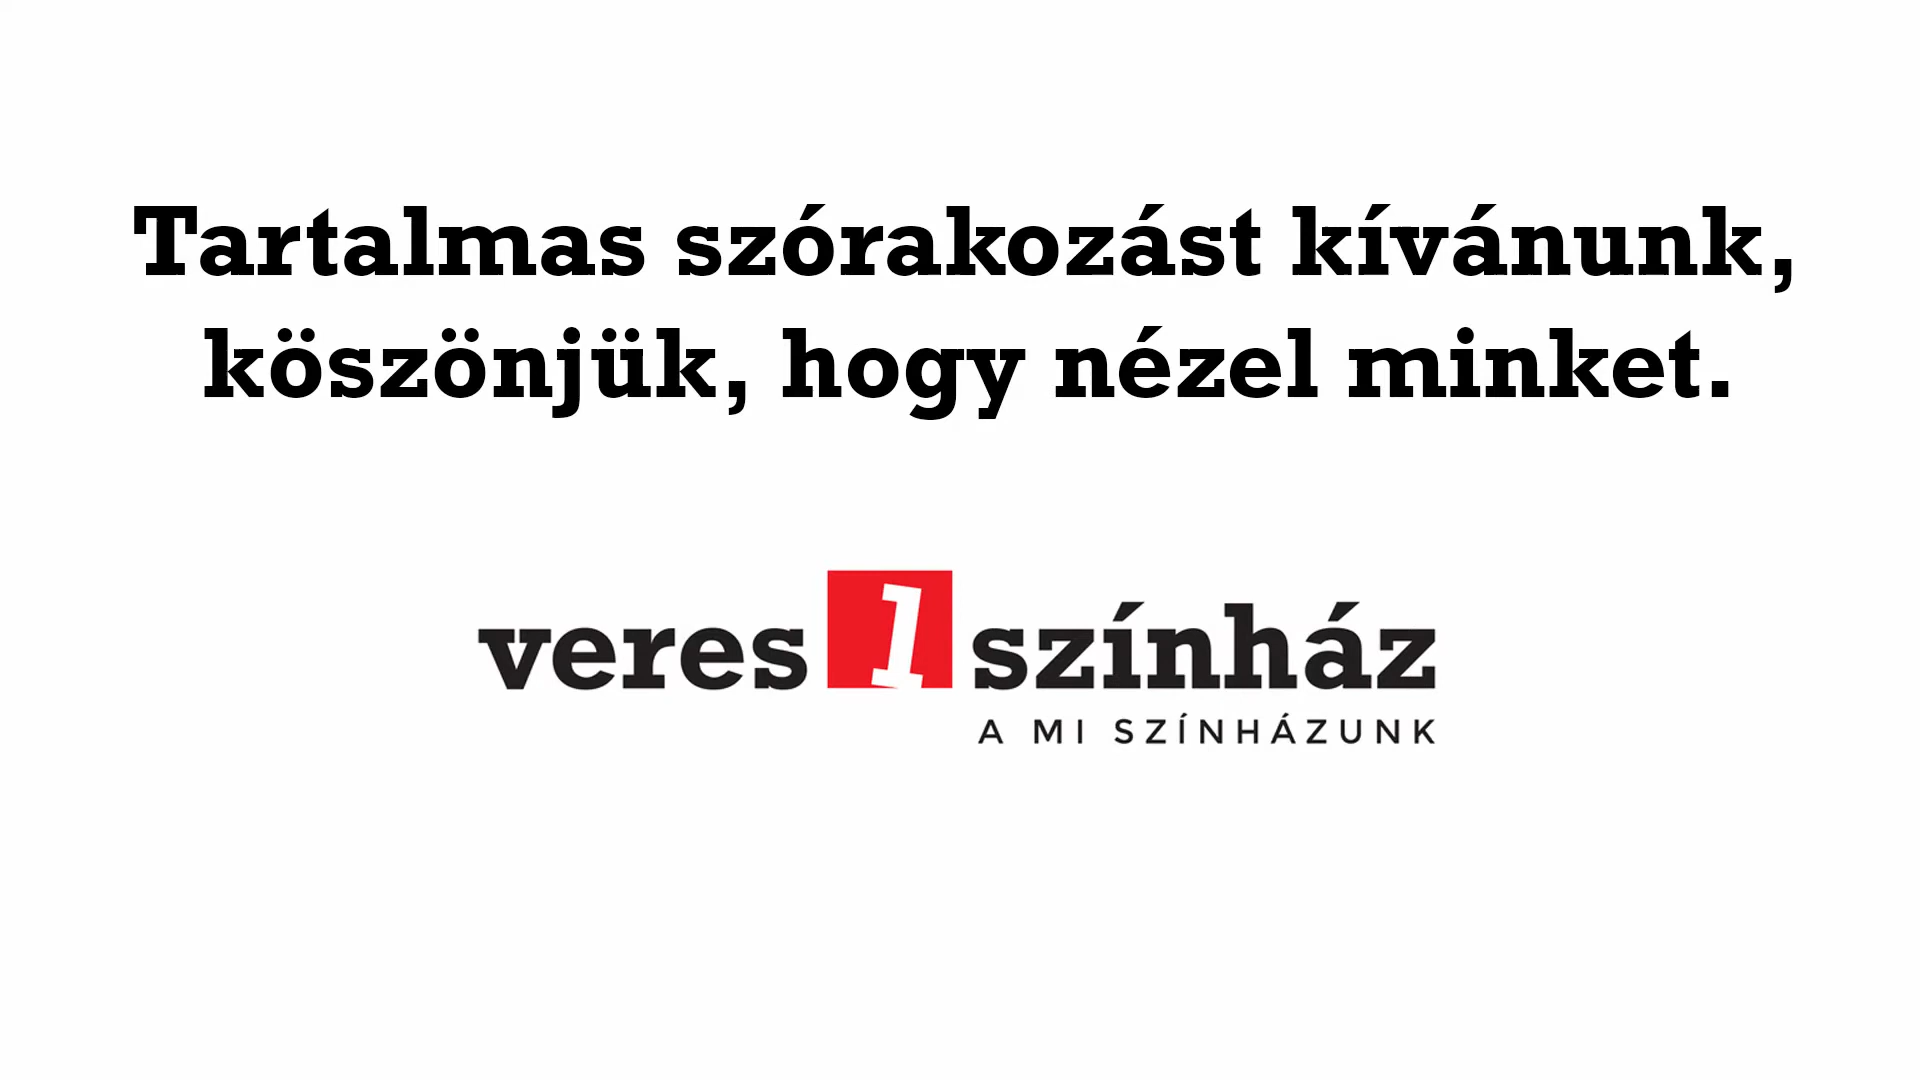 Tartalmas szórakozást kívánunk,
köszönjük, hogy nézel minket.
veres 1 színház
A MI SZÍNHÁZUNK